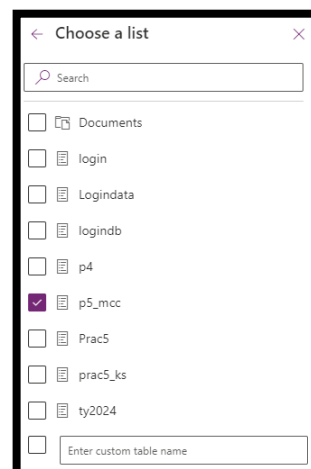 Choose a list
Search
Documents
login
Logindata
logindb
p4
p5_mcc
Prac5
prac5_ks
ty2024
Enter custom table name